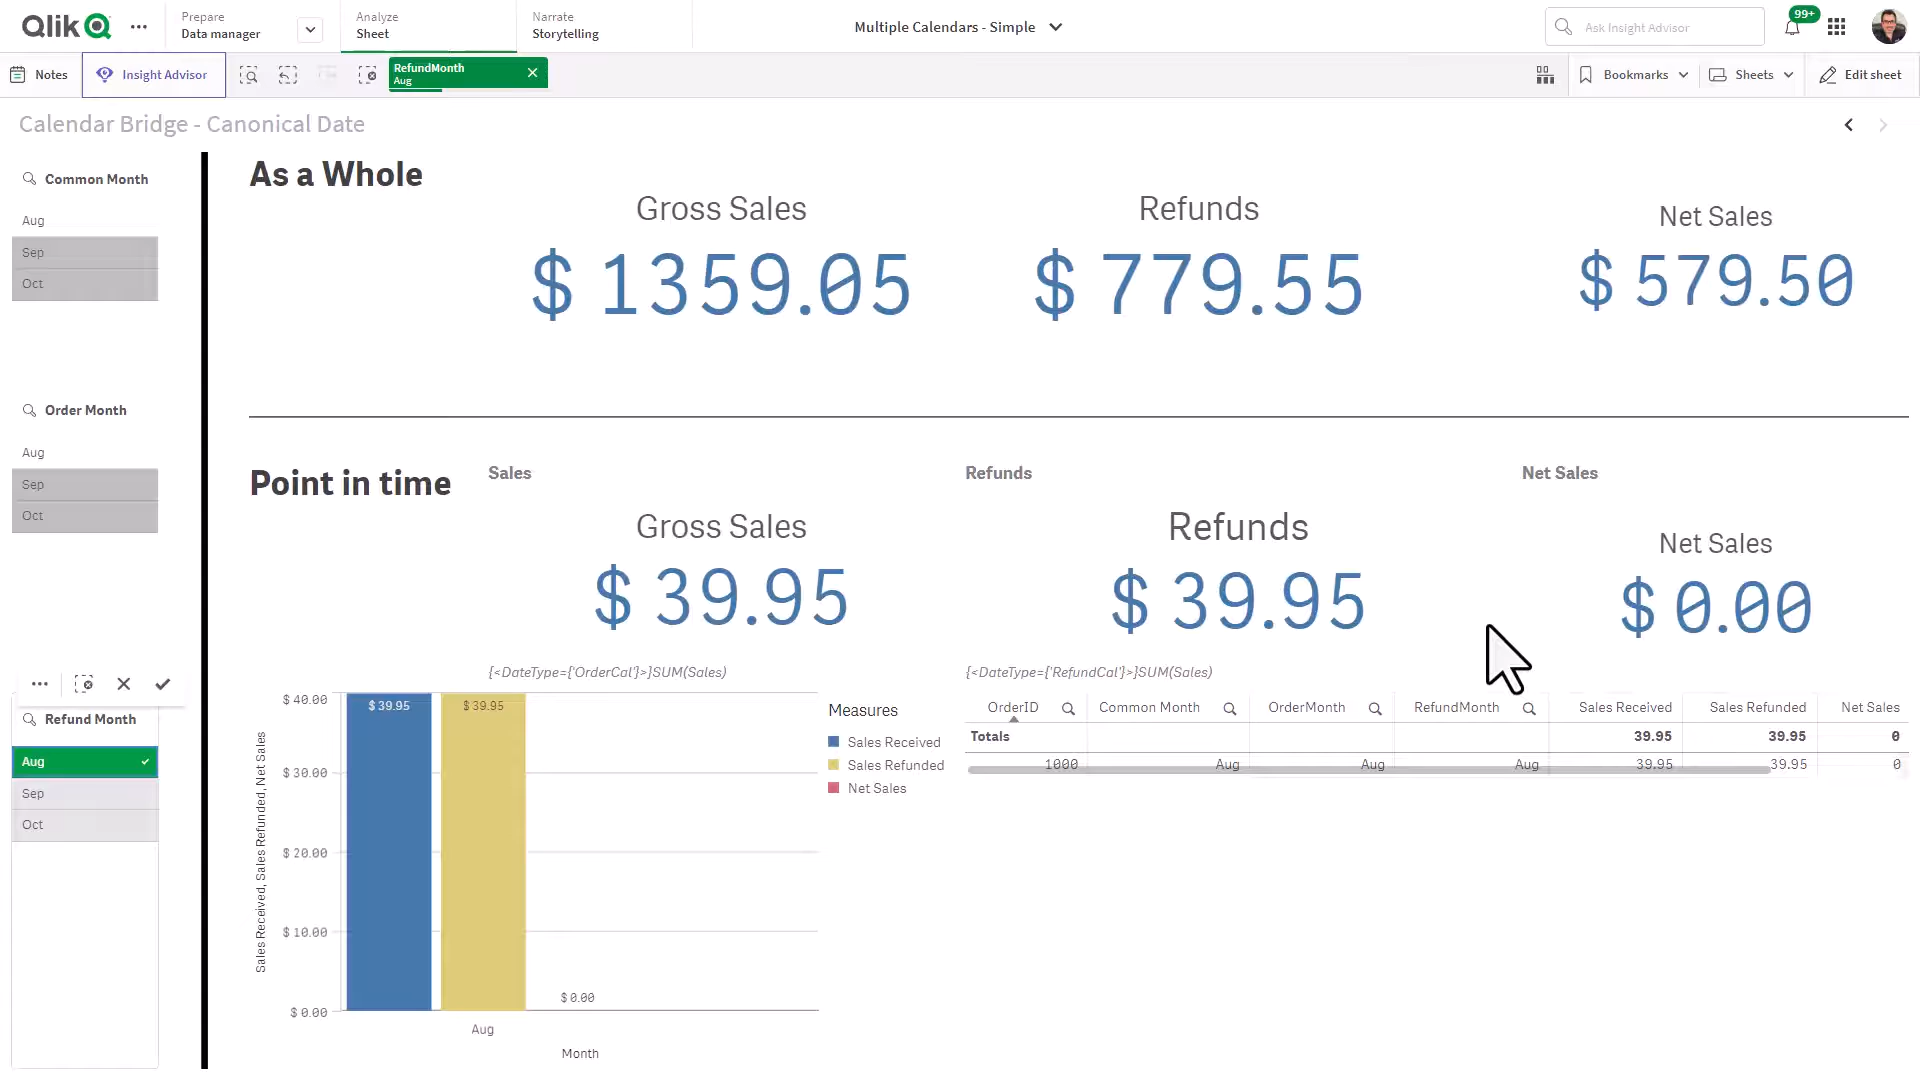 Qlik
Prepare
Data manager
Analyze
Sheet
Narrate
Storytelling
Multiple Calendars - Simple
Ask Insight Advisor
99+
Notes
Insight Advisor
RefundMonth
Aug
Bookmarks
Sheets
Edit sheet
Calendar Bridge - Canonical Date
Common Month
Aug
Sep
Oct
Order Month
Aug
Sep
Oct
Refund Month
Aug
Sep
Oct
As a Whole
Gross Sales
$ 1359.05
Refunds
$ 779.55
Net Sales
$ 579.50
Point in time
Sales
Gross Sales
$ 39.95
{<DateType={'OrderCal'}>}SUM(Sales)
Refunds
Refunds
$ 39.95
{<DateType={'RefundCal'}>}SUM(Sales)
Net Sales
Net Sales
$ 0.00
Sales Received, Sales Refunded, Net Sales
$ 40.00
$ 30.00
$ 20.00
$ 10.00
$ 0.00
$ 39.95
$ 39.95
$ 0.00
Aug
Month
Measures
Sales Received
Sales Refunded
Net Sales
OrderID Common Month OrderMonth RefundMonth Sales Received Sales Refunded Net Sales
Totals 39.95 39.95 0
1000 Aug Aug Aug 39.95 39.95 0